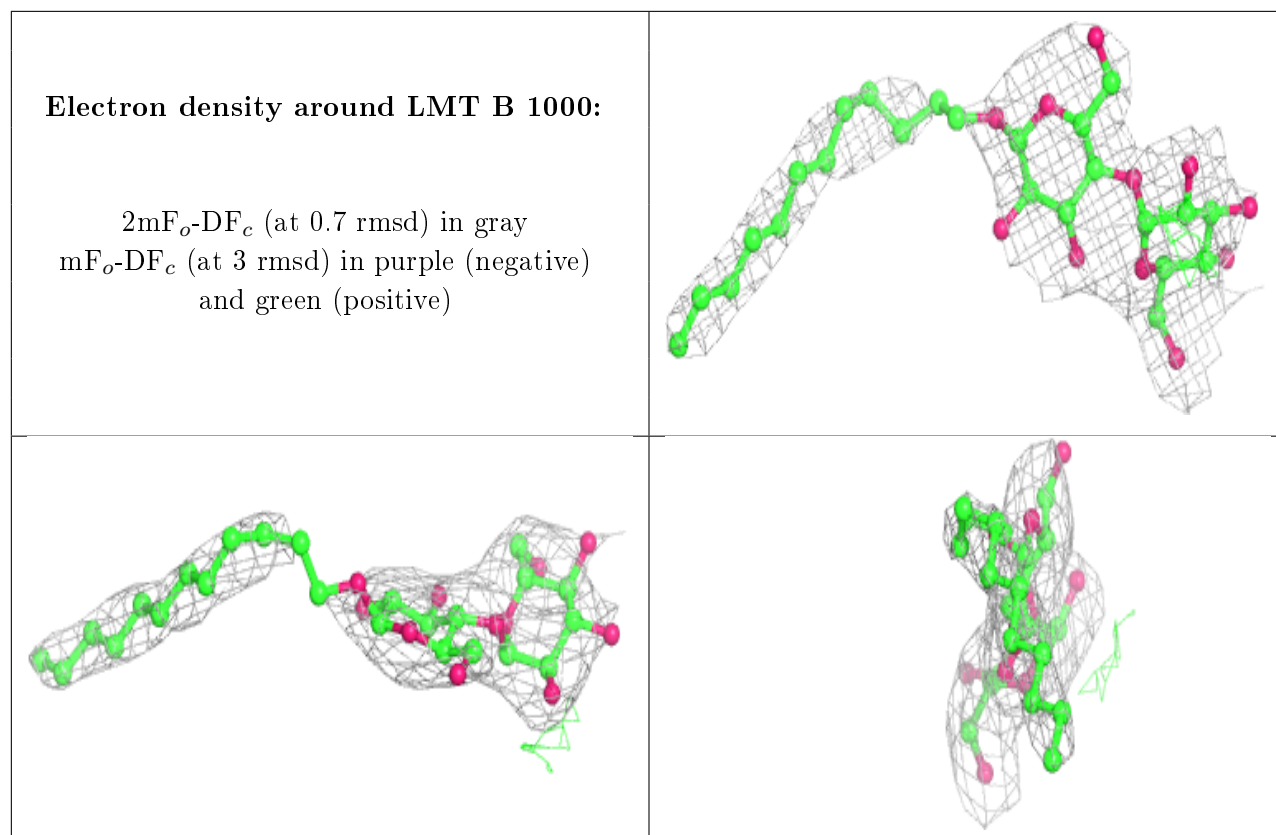 Electron density around LMT B 1000:
2mFo-DFc (at 0.7 rmsd) in gray
mFo-DFc (at 3 rmsd) in purple (negative)
and green (positive)